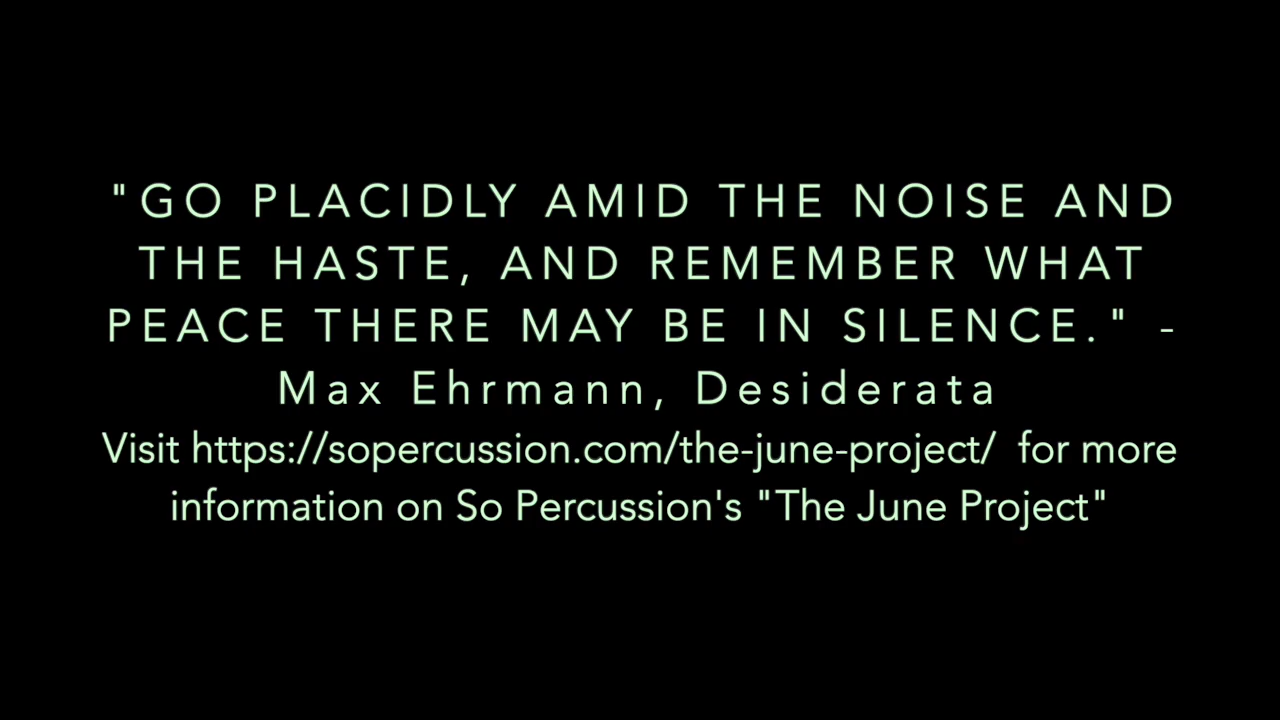 "GO PLACIDLY AMID THE NOISE AND
THE HASTE, AND REMEMBER WHAT
PEACE THERE MAY BE IN SILENCE." -
Max Ehrmann, Desiderata
Visit https://sopercussion.com/the-june-project/  for more
information on So Percussion's "The June Project"